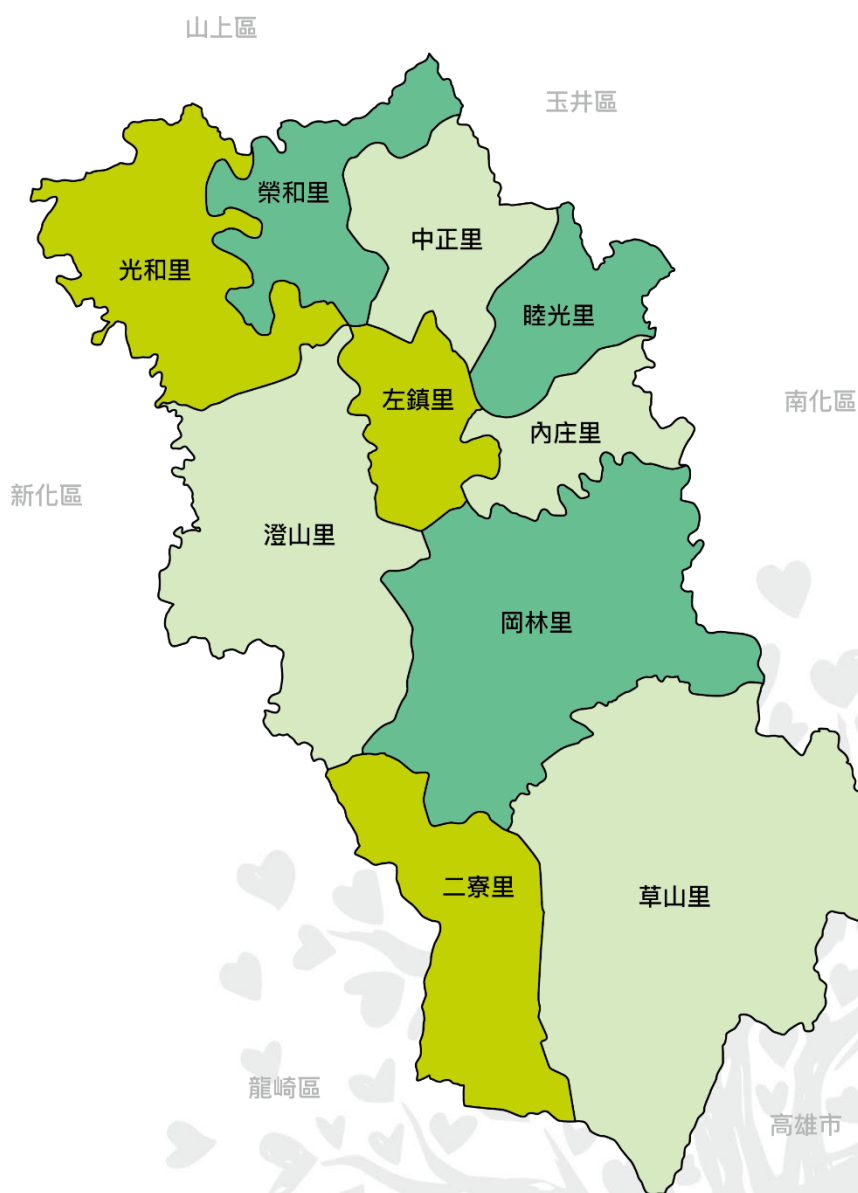 山上區
玉井區
榮和里
中正里
光和里
睦光里
左鎮里
南化區
內庄里
新化區
澄山里
岡林里
二寮里
草山里
龍崎區
高雄市